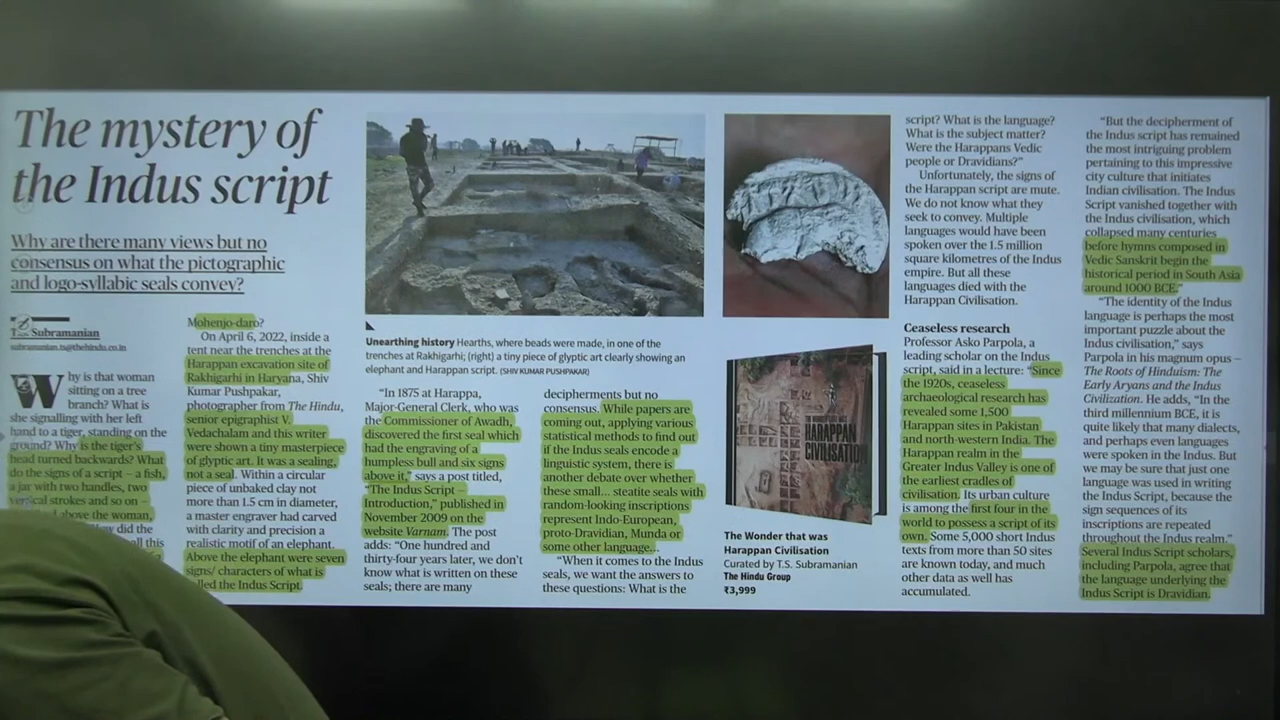 The mystery of
the Indus script
Why are there many views but no
consensus on what the pictographic
and logo-syllabic seals convey?
Subramanian
subramanian.ts@thehindu.co.in
Why is that woman
sitting on a tree
branch? What is
she signalling with her left
hand to a tiger, standing on the
ground? Why is the tiger's
head turned backwards? What
do the signs of a script – a fish,
a jar with two handles, two
vertical strokes and so on –
above the woman,
did the
all this
Mohenjo-daro?
On April 6, 2022, inside a
tent near the trenches at the
Harappan excavation site of
Rakhigarhi in Haryana, Shiv
Kumar Pushpakar,
photographer from The Hindu,
senior epigraphist V.
Vedachalam and this writer
were shown a tiny masterpiece
of glyptic art. It was a sealing,
not a seal. Within a circular
piece of unbaked clay not
more than 1.5 cm in diameter,
a master engraver had carved
with clarity and precision a
realistic motif of an elephant.
Above the elephant were seven
signs/ characters of what is
called the Indus Script.
Unearthing history Hearths, where beads were made, in one of the
trenches at Rakhigarhi; (right) a tiny piece of glyptic art clearly showing an
elephant and Harappan script. (SHIV KUMAR PUSHPAKAR)
“In 1875 at Harappa,
Major-General Clerk, who was
the Commissioner of Awadh,
discovered the first seal which
had the engraving of a
humpless bull and six signs
above it,” says a post titled,
“The Indus Script –
Introduction,” published in
November 2009 on the
website Varnam. The post
adds: “One hundred and
thirty-four years later, we don't
know what is written on these
seals; there are many
decipherments but no
consensus. While papers are
coming out, applying various
statistical methods to find out
if the Indus seals encode a
linguistic system, there is
another debate over whether
these small... steatite seals with
random-looking inscriptions
represent Indo-European,
proto-Dravidian, Munda or
some other language...
“When it comes to the Indus
seals, we want the answers to
these questions: What is the
HARAPPAN
CIVILISATION
The Wonder that was
Harappan Civilisation
Curated by T.S. Subramanian
The Hindu Group
₹3,999
script? What is the language?
What is the subject matter?
Were the Harappans Vedic
people or Dravidians?”
Unfortunately, the signs of
the Harappan script are mute.
We do not know what they
seek to convey. Multiple
languages would have been
spoken over the 1.5 million
square kilometres of the Indus
empire. But all these
languages died with the
Harappan Civilisation.
Ceaseless research
Professor Asko Parpola, a
leading scholar on the Indus
script, said in a lecture: “Since
the 1920s, ceaseless
archaeological research has
revealed some 1,500
Harappan sites in Pakistan
and north-western India. The
Harappan realm in the
Greater Indus Valley is one of
the earliest cradles of
civilisation. Its urban culture
is among the first four in the
world to possess a script of its
own. Some 5,000 short Indus
texts from more than 50 sites
are known today, and much
other data as well has
accumulated.
“But the decipherment of
the Indus script has remained
the most intriguing problem
pertaining to this impressive
city culture that initiates
Indian civilisation. The Indus
Script vanished together with
the Indus civilisation, which
collapsed many centuries
before hymns composed in
Vedic Sanskrit begin the
historical period in South Asia
around 1000 BCE.”
“The identity of the Indus
language is perhaps the most
important puzzle about the
Indus civilisation,” says
Parpola in his magnum opus –
The Roots of Hinduism: The
Early Aryans and the Indus
Civilization. He adds, “In the
third millennium BCE, it is
quite likely that many dialects,
and perhaps even languages
were spoken in the Indus. But
we may be sure that just one
language was used in writing
the Indus Script, because the
sign sequences of its
inscriptions are repeated
throughout the Indus realm.”
Several Indus Script scholars,
including Parpola, agree that
the language underlying the
Indus Script is Dravidian.